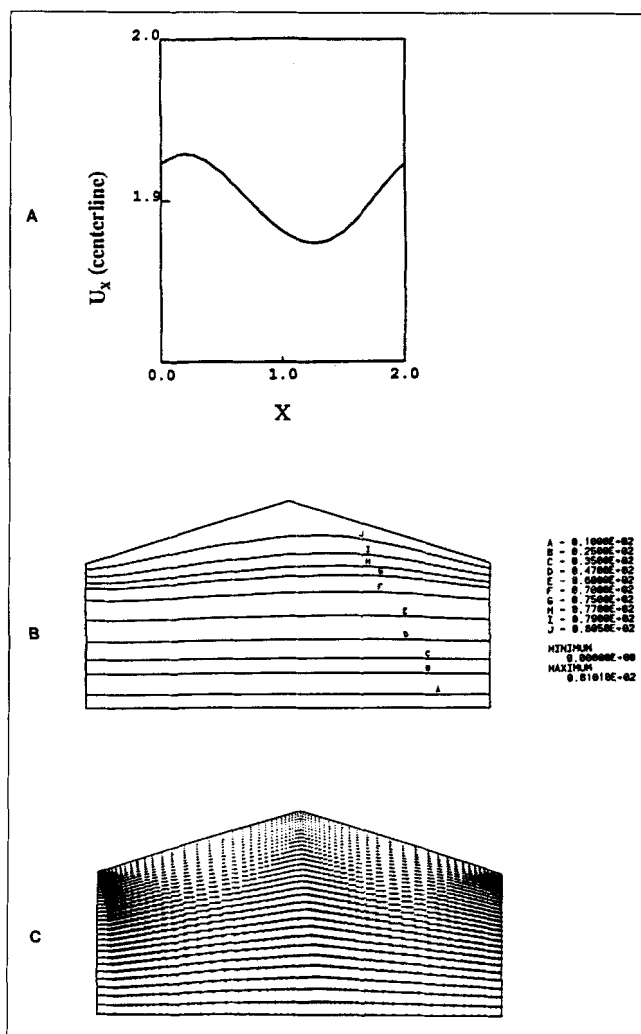 2.0
1.9
A
U_x (centerline)
0.0
1.0
2.0
X
B
J
I
H
G
F
E
D
C
B
A
A - 0.1000E+02
B - 0.2500E+02
C - 0.3500E+02
D - 0.4700E+02
E - 0.6000E+02
F - 0.7000E+02
G - 0.7500E+02
H - 0.7700E+02
I - 0.7900E+02
J - 0.8050E+02
MINIMUM
0.00000E+00
MAXIMUM
0.81018E+02
C